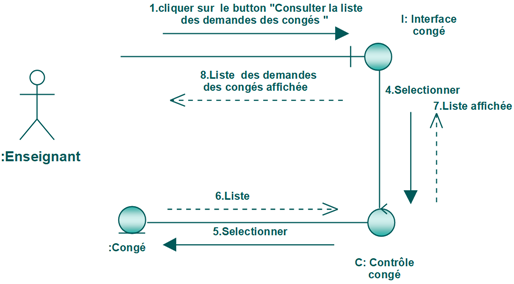 1.cliquer sur le button "Consulter la liste
des demandes des congés "
I: Interface
congé
8.Liste des demandes
des congés affichée
4.Selectionner
7.Liste affichée
:Enseignant
6.Liste
5.Selectionner
:Congé
C: Contrôle
congé